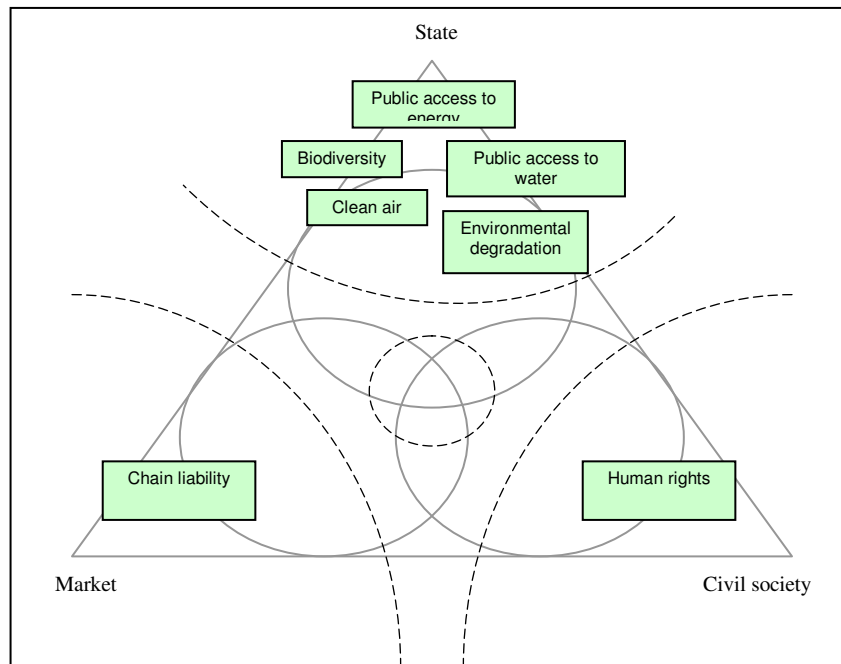 State
Public access to
energy
Biodiversity
Public access to
water
Clean air
Environmental
degradation
Chain liability
Human rights
Market
Civil society